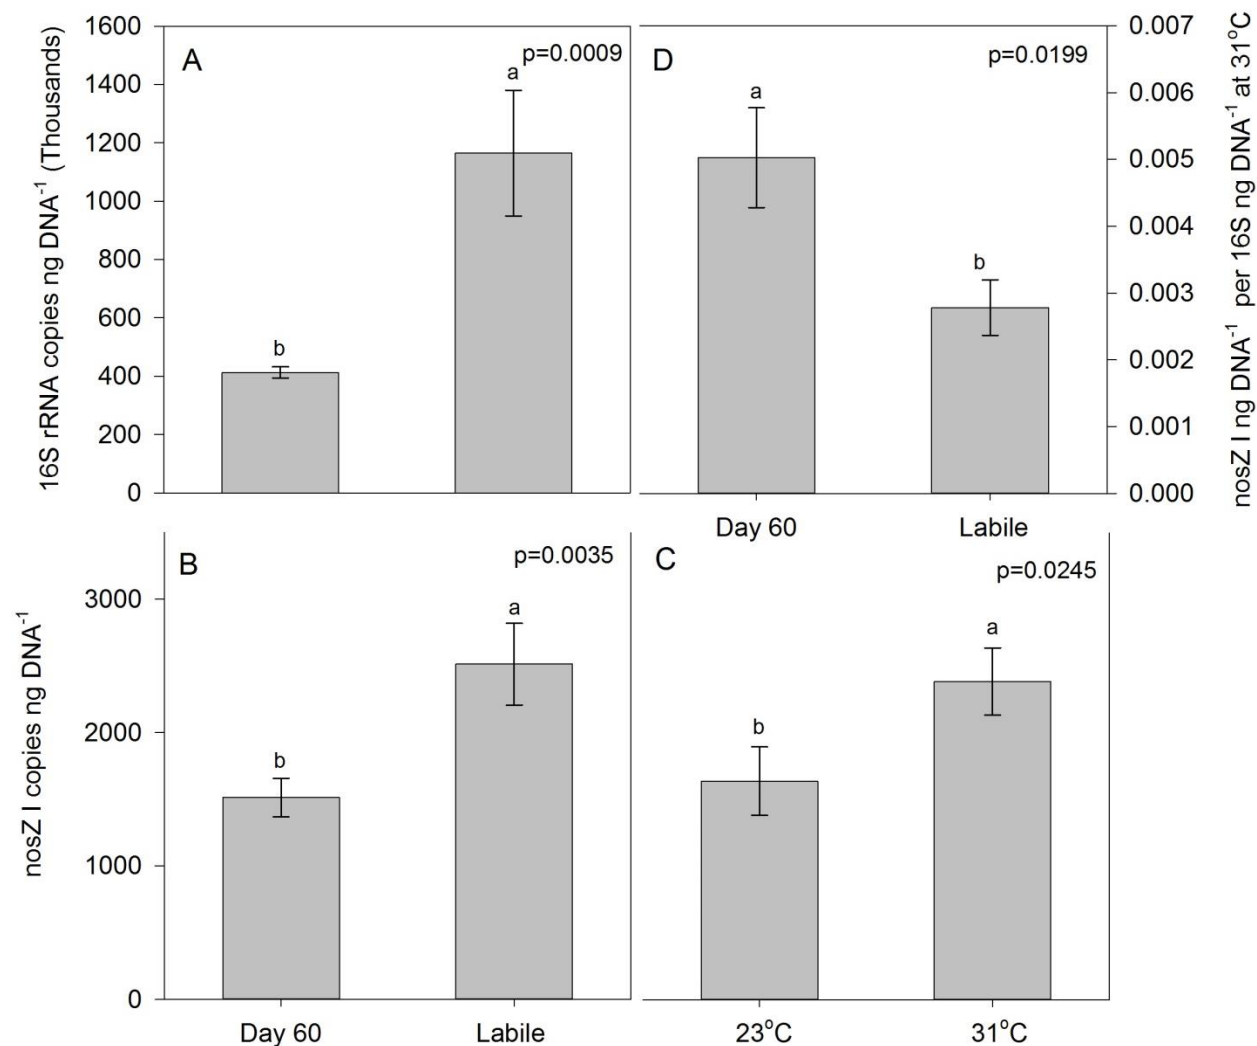 16S rRNA copies ng DNA⁻¹ (Thousands)
1600
1400
1200
1000
800
600
400
200
0
A
p=0.0009
b
a
D
p=0.0199
a
b
0.007
0.006
0.005
0.004
0.003
0.002
0.001
0.000
nosZ I ng DNA⁻¹ per 16S ng DNA⁻¹ at 31°C
Day 60
Labile
nosZ I copies ng DNA⁻¹
3000
2000
1000
0
B
p=0.0035
b
a
Day 60
Labile
C
p=0.0245
b
a
23°C
31°C